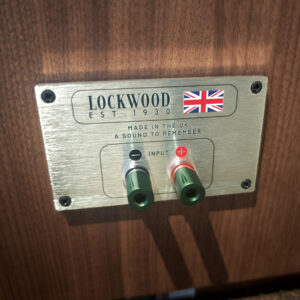 LOCKWOOD
EST 1930
MADE IN THE UK
A SOUND TO REMEMBER
- INPUT +